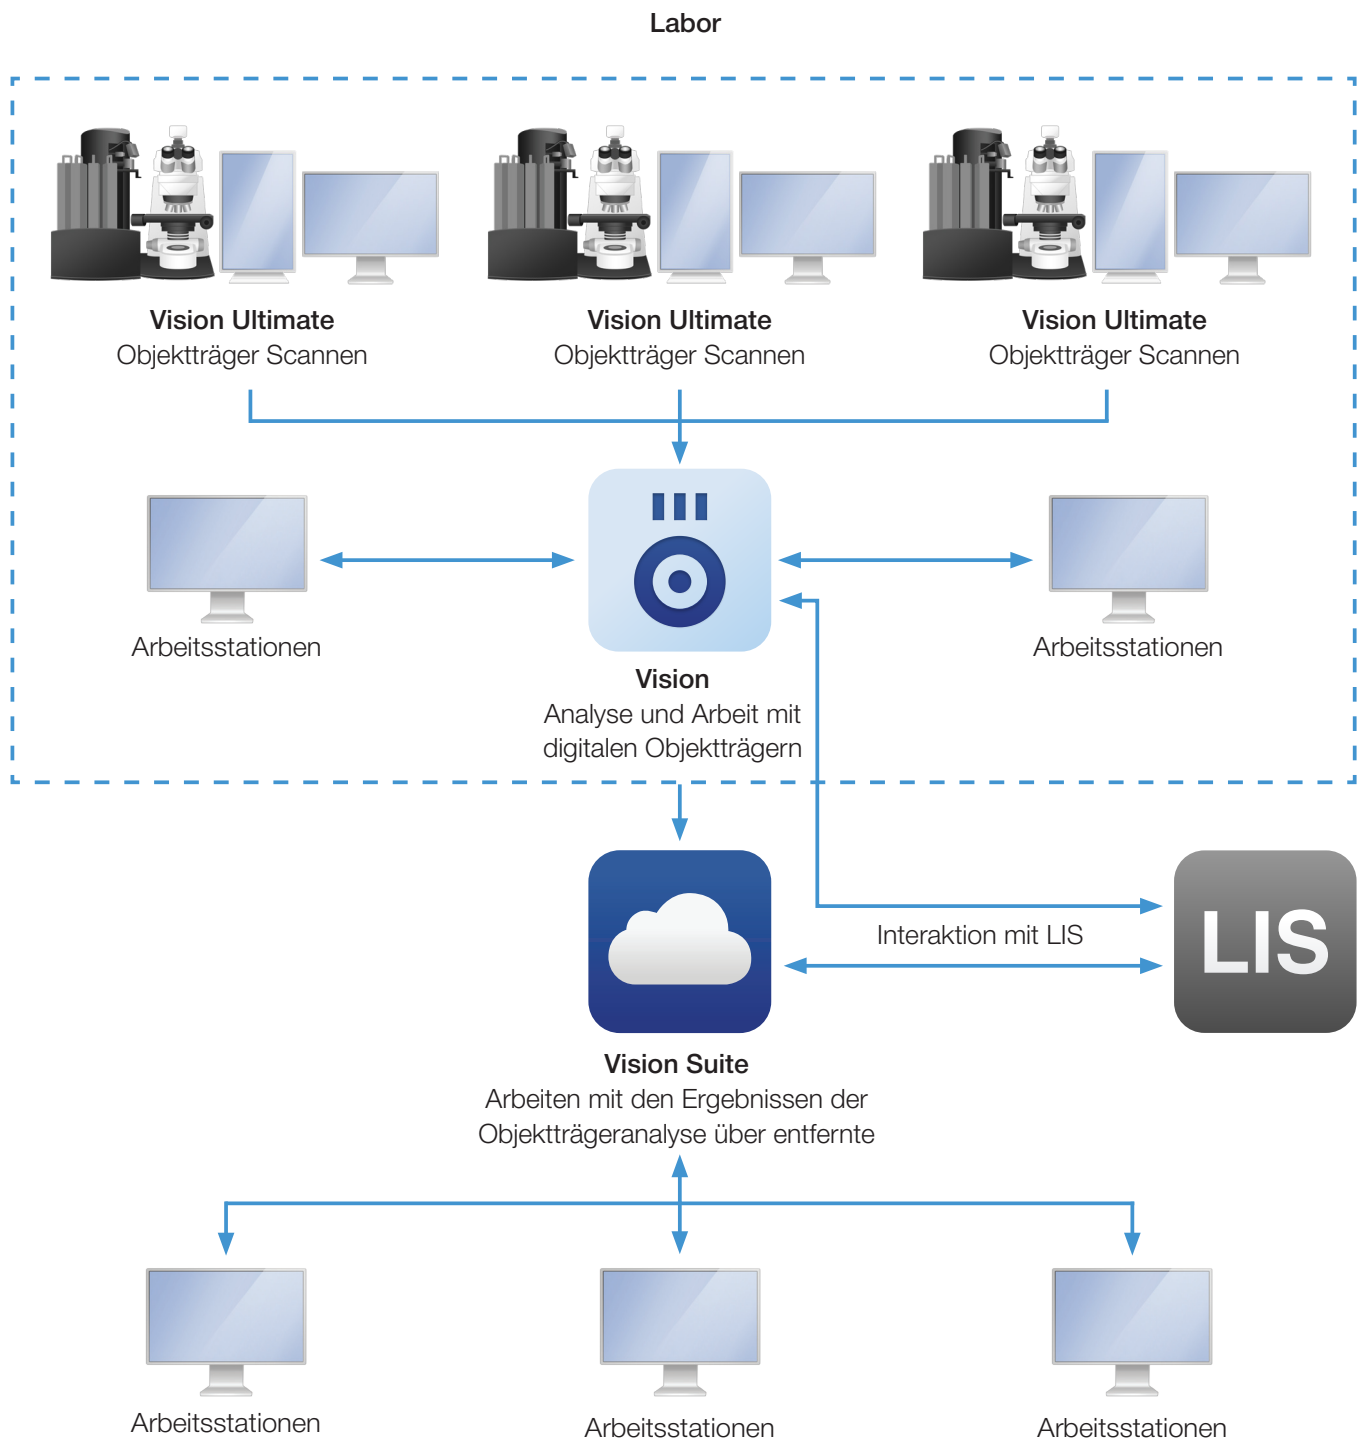 Labor
Vision Ultimate
Objektträger Scannen
Vision Ultimate
Objektträger Scannen
Vision Ultimate
Objektträger Scannen
Arbeitsstationen
Arbeitsstationen
Vision
Analyse und Arbeit mit
digitalen Objektträgern
Interaktion mit LIS
LIS
Vision Suite
Arbeiten mit den Ergebnissen der
Objektträgeranalyse über entfernte
Arbeitsstationen
Arbeitsstationen
Arbeitsstationen